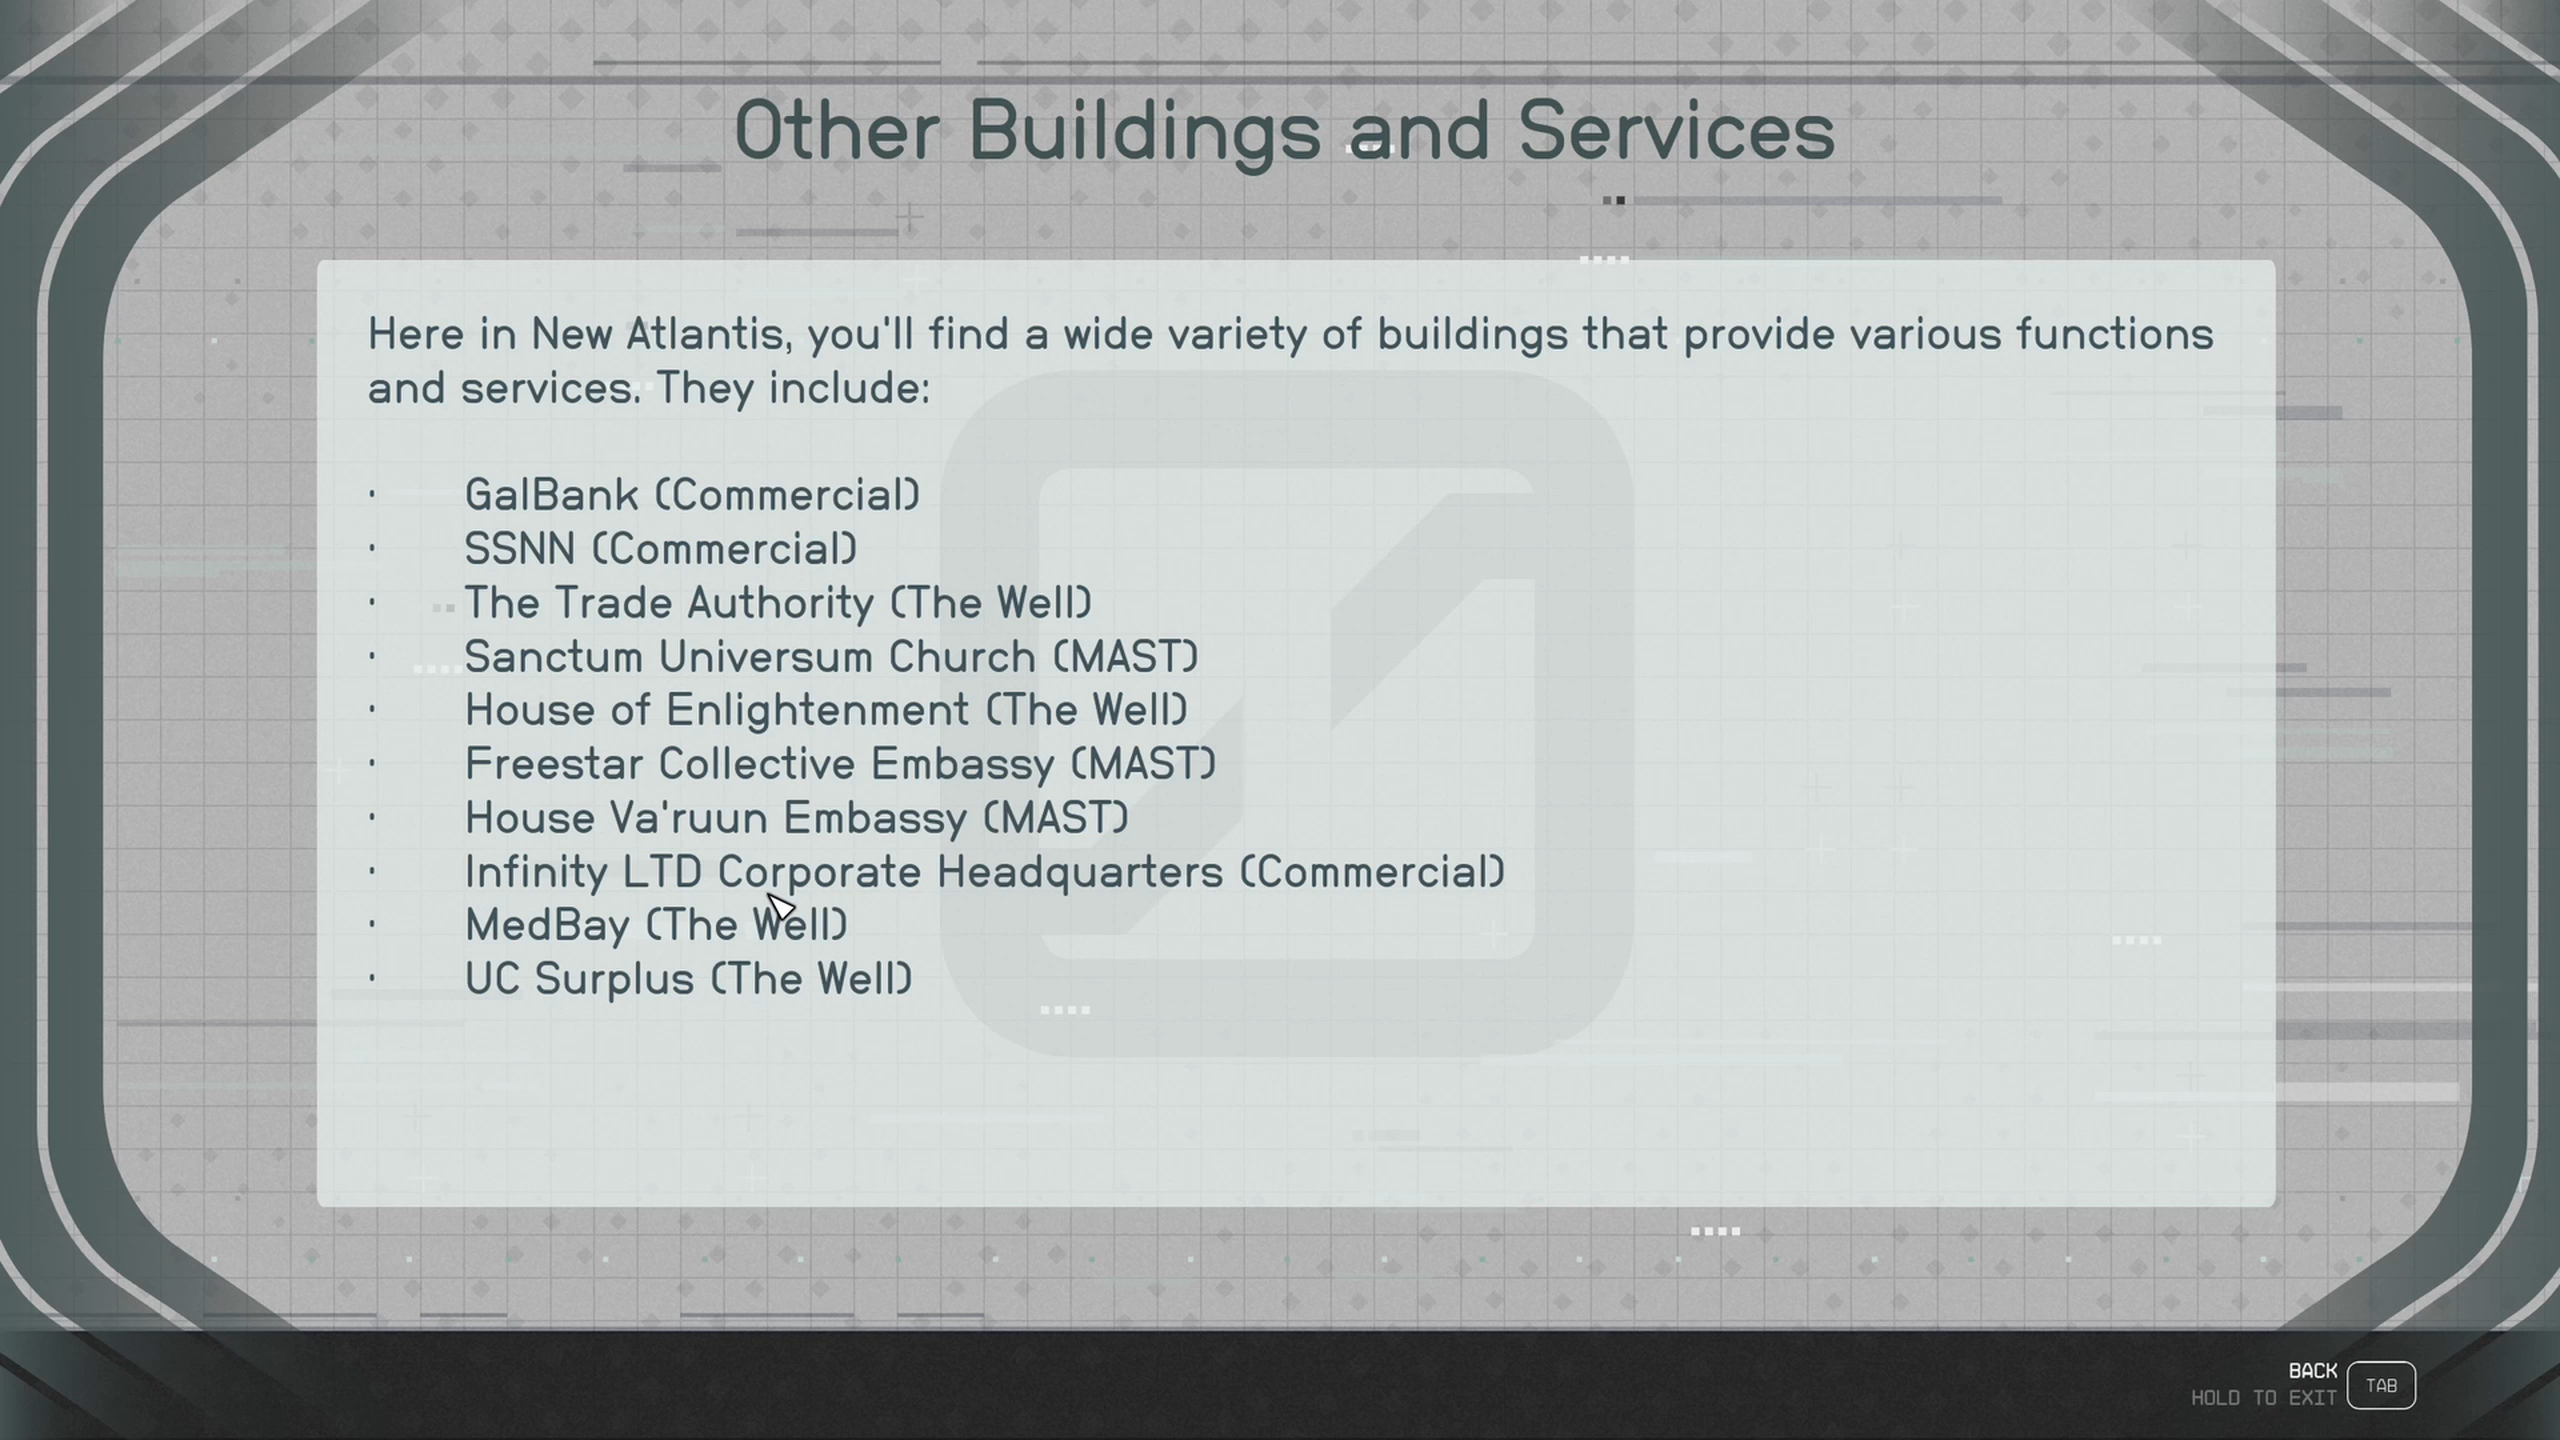 Other Buildings and Services
Here in New Atlantis, you'll find a wide variety of buildings that provide various functions
and services. They include:
· GalBank (Commercial)
· SSNN (Commercial)
· The Trade Authority (The Well)
· Sanctum Universum Church (MAST)
· House of Enlightenment (The Well)
· Freestar Collective Embassy (MAST)
· House Va'ruun Embassy (MAST)
· Infinity LTD Corporate Headquarters (Commercial)
· MedBay (The Well)
· UC Surplus (The Well)
BACK
HOLD TO EXIT
TAB